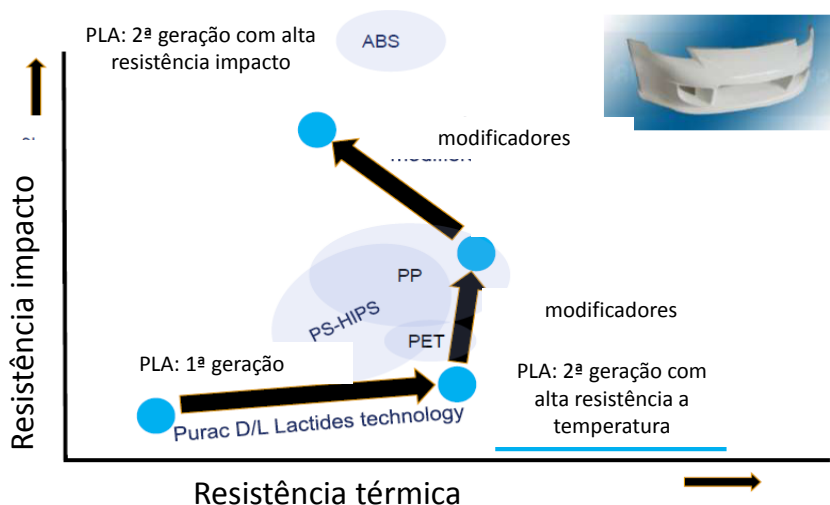 PLA: 2ª geração com alta
resistência impacto
ABS
modificadores
PP
PS-HIPS
PET
modificadores
PLA: 1ª geração
PLA: 2ª geração com
alta resistência a
temperatura
Purac D/L Lactides technology
Resistência impacto
Resistência térmica